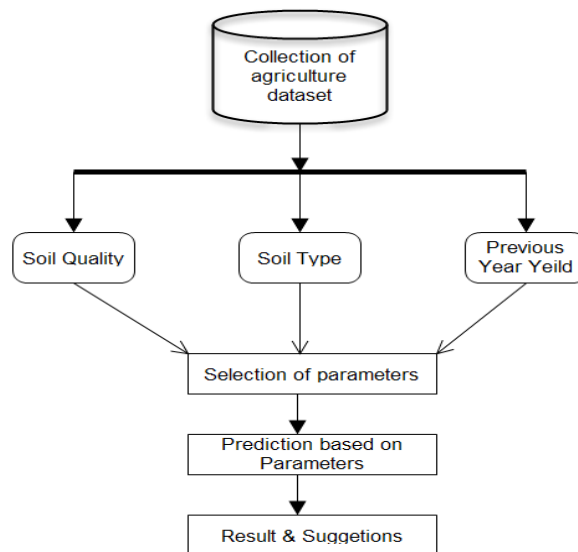 Collection of
agriculture
dataset
Soil Quality
Soil Type
Previous
Year Yeild
Selection of parameters
Prediction based on
Parameters
Result & Suggetions